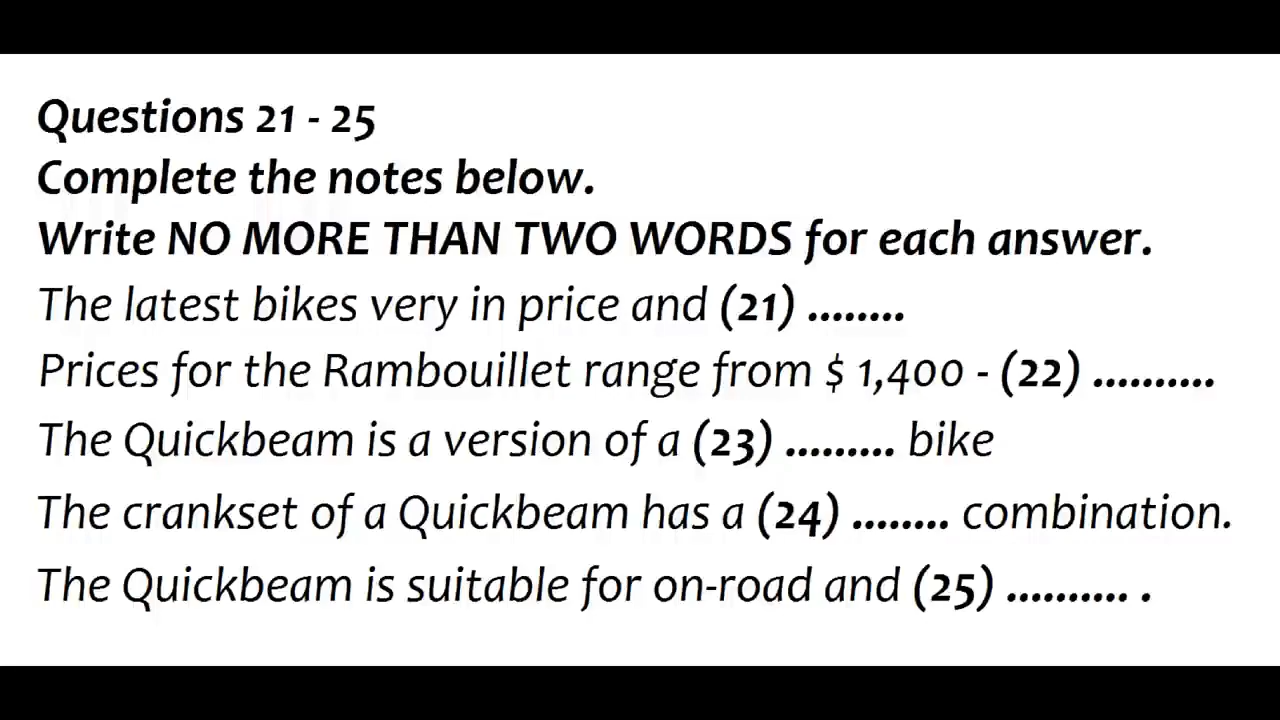 Questions 21 - 25
Complete the notes below.
Write NO MORE THAN TWO WORDS for each answer.
The latest bikes very in price and (21) ........
Prices for the Rambouillet range from $ 1,400 - (22) ..........
The Quickbeam is a version of a (23) ......... bike
The crankset of a Quickbeam has a (24) ........ combination.
The Quickbeam is suitable for on-road and (25) .......... .